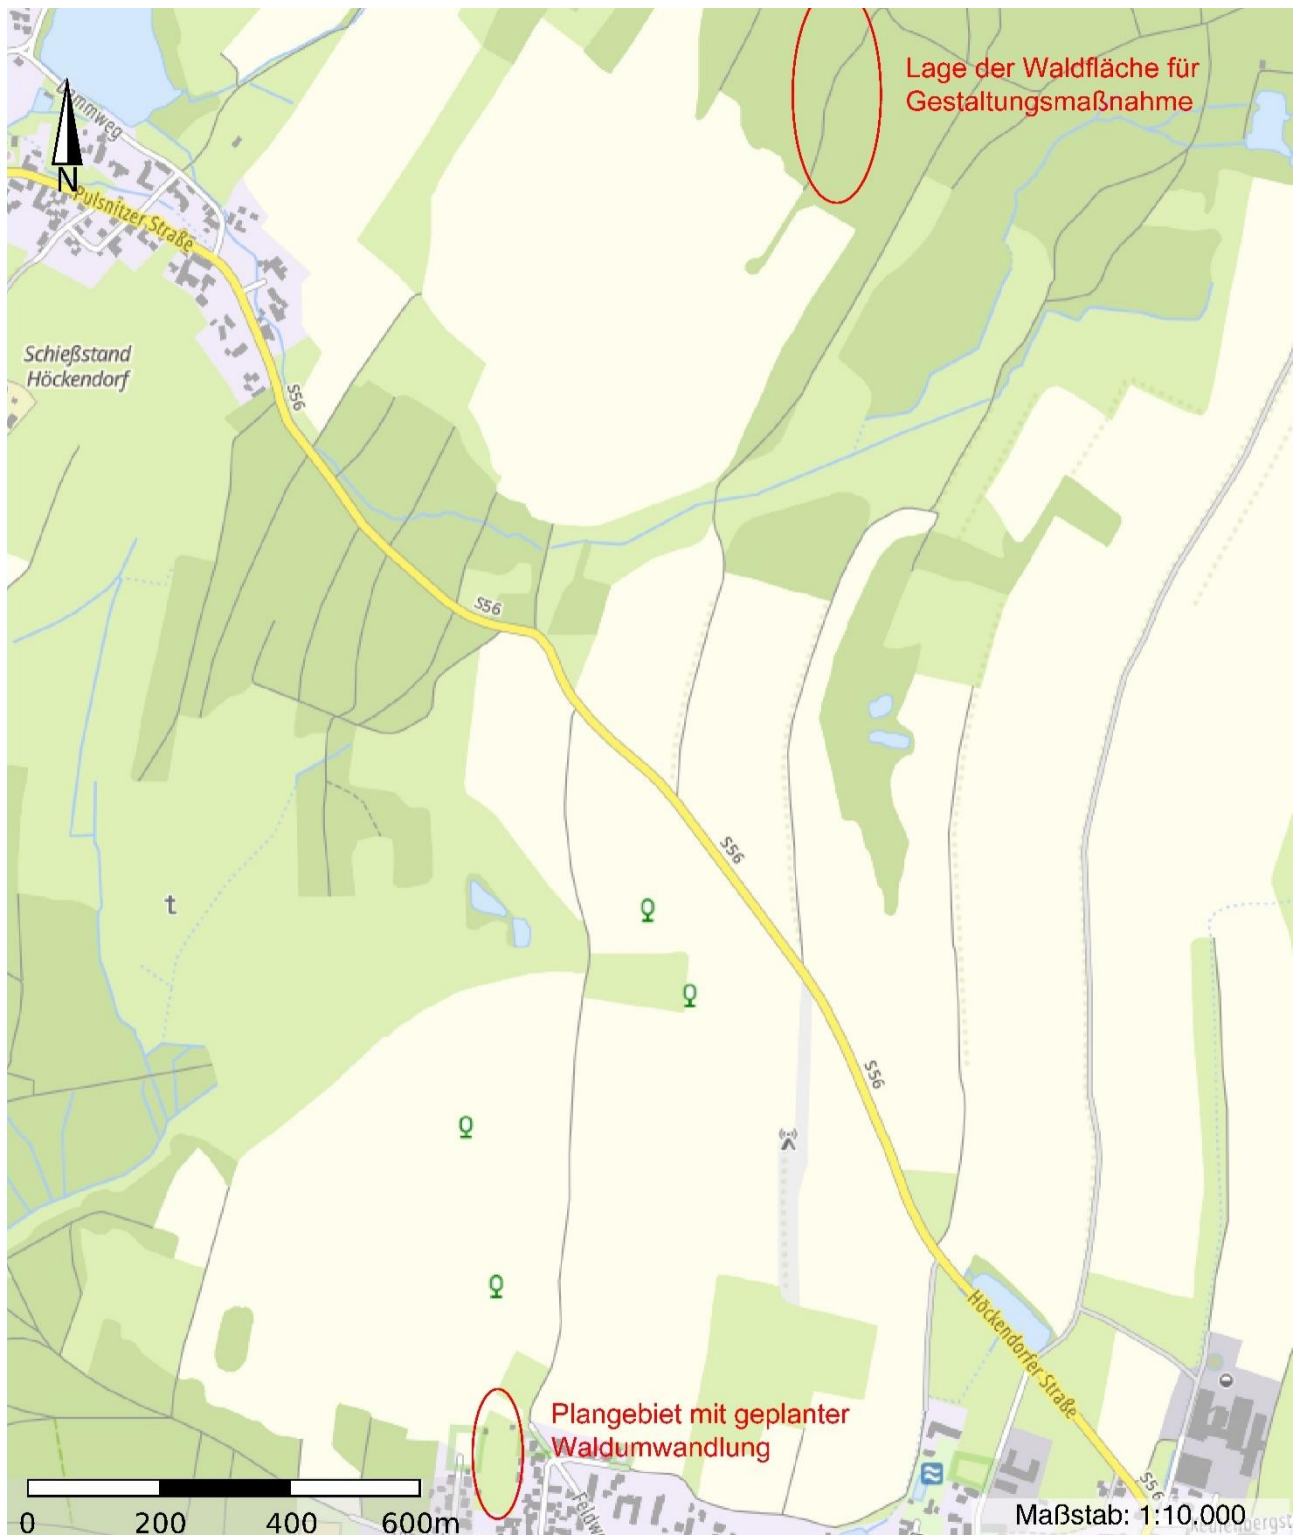 Lage der Waldfläche für
Gestaltungsmaßnahme
Dammweg
N
Pulsnitzer Straße
Schießstand
Höckendorf
S56
S56
S56
S56
Höckendorfer Straße
Plangebiet mit geplanter
Waldumwandlung
S56
0 200 400 600m
Maßstab: 1:10.000